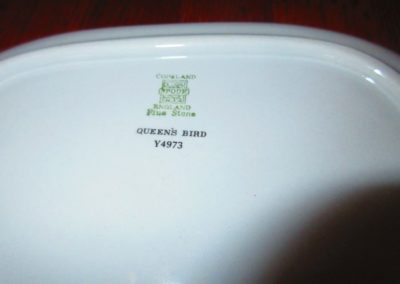 COPELAND
SPODE
ENGLAND
Fine Stone
QUEEN'S BIRD
Y4973